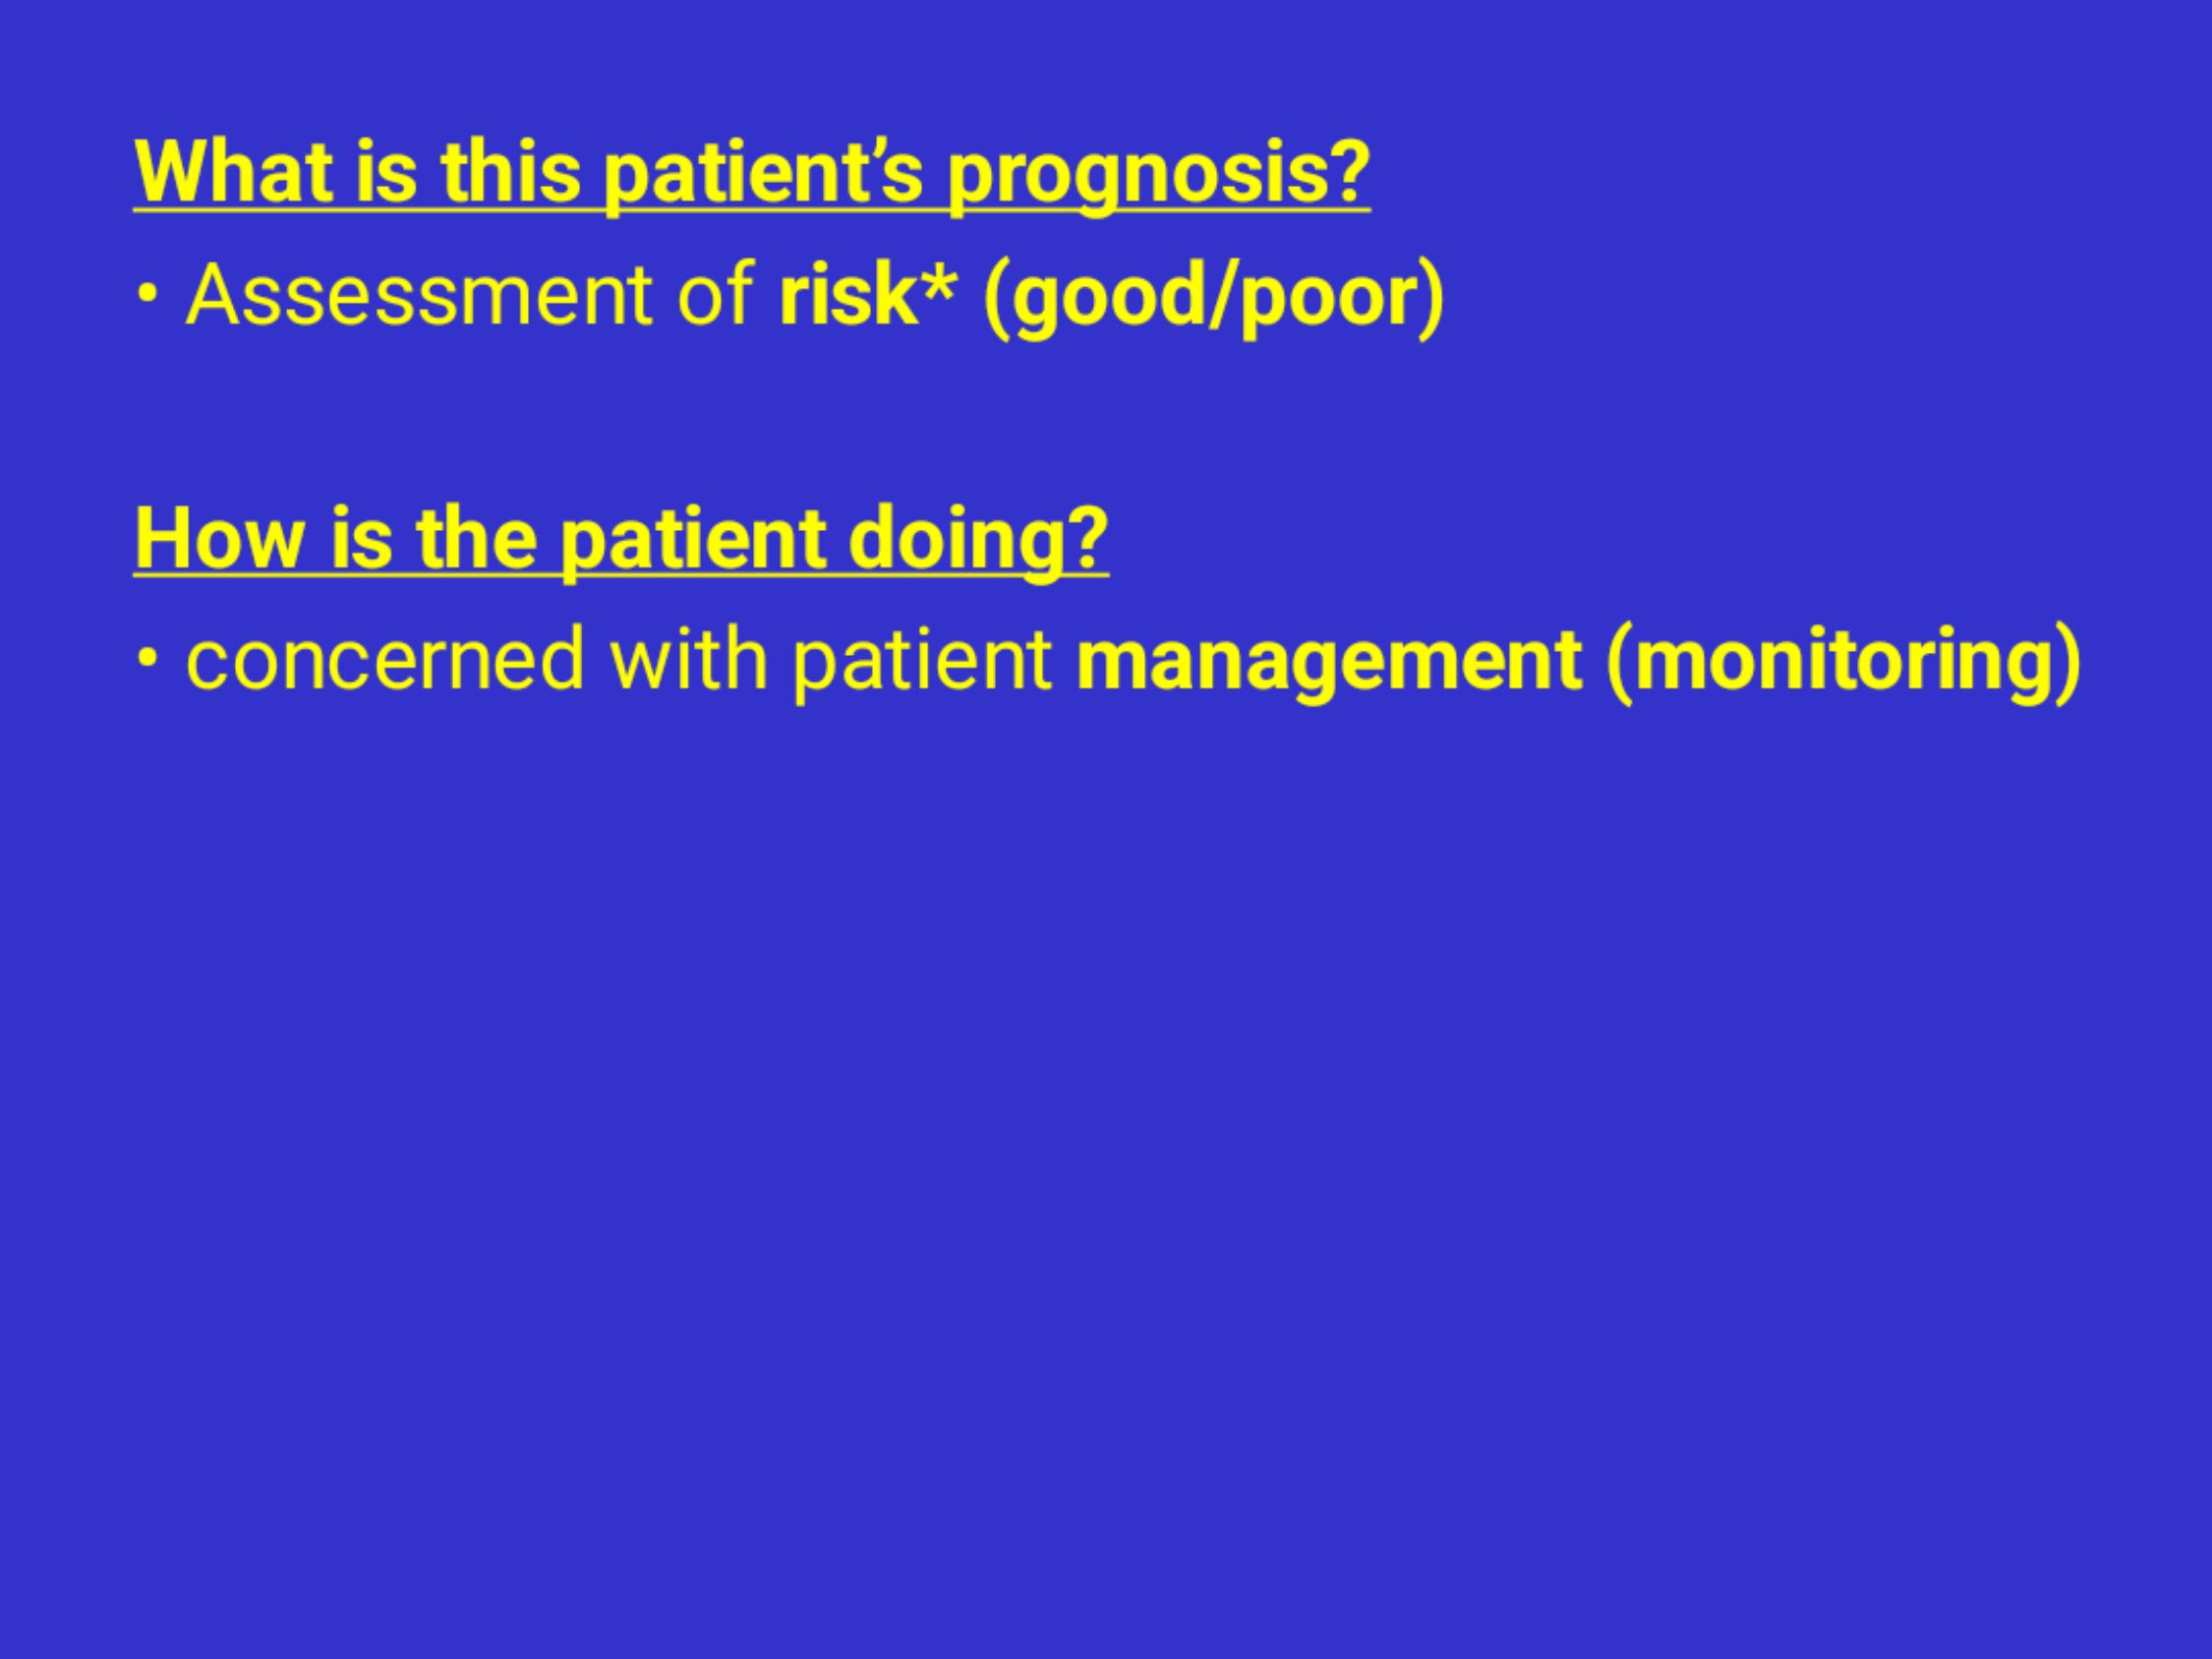 What is this patient’s prognosis?
• Assessment of risk* (good/poor)
How is the patient doing?
• concerned with patient management (monitoring)